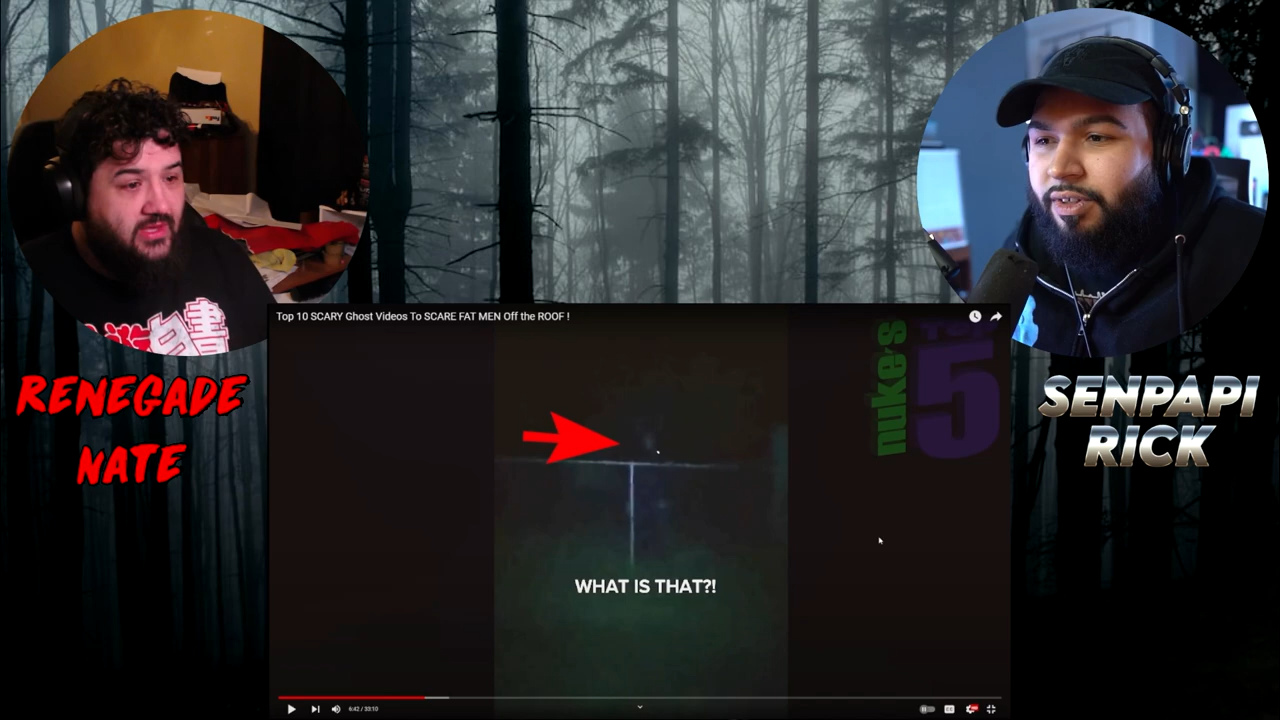 Top 10 SCARY Ghost Videos To SCARE FAT MEN Off the ROOF !
nuke's
TOP
5
RENEGADE
NATE
SENPAPI
RICK
WHAT IS THAT?!
6:42 / 33:10